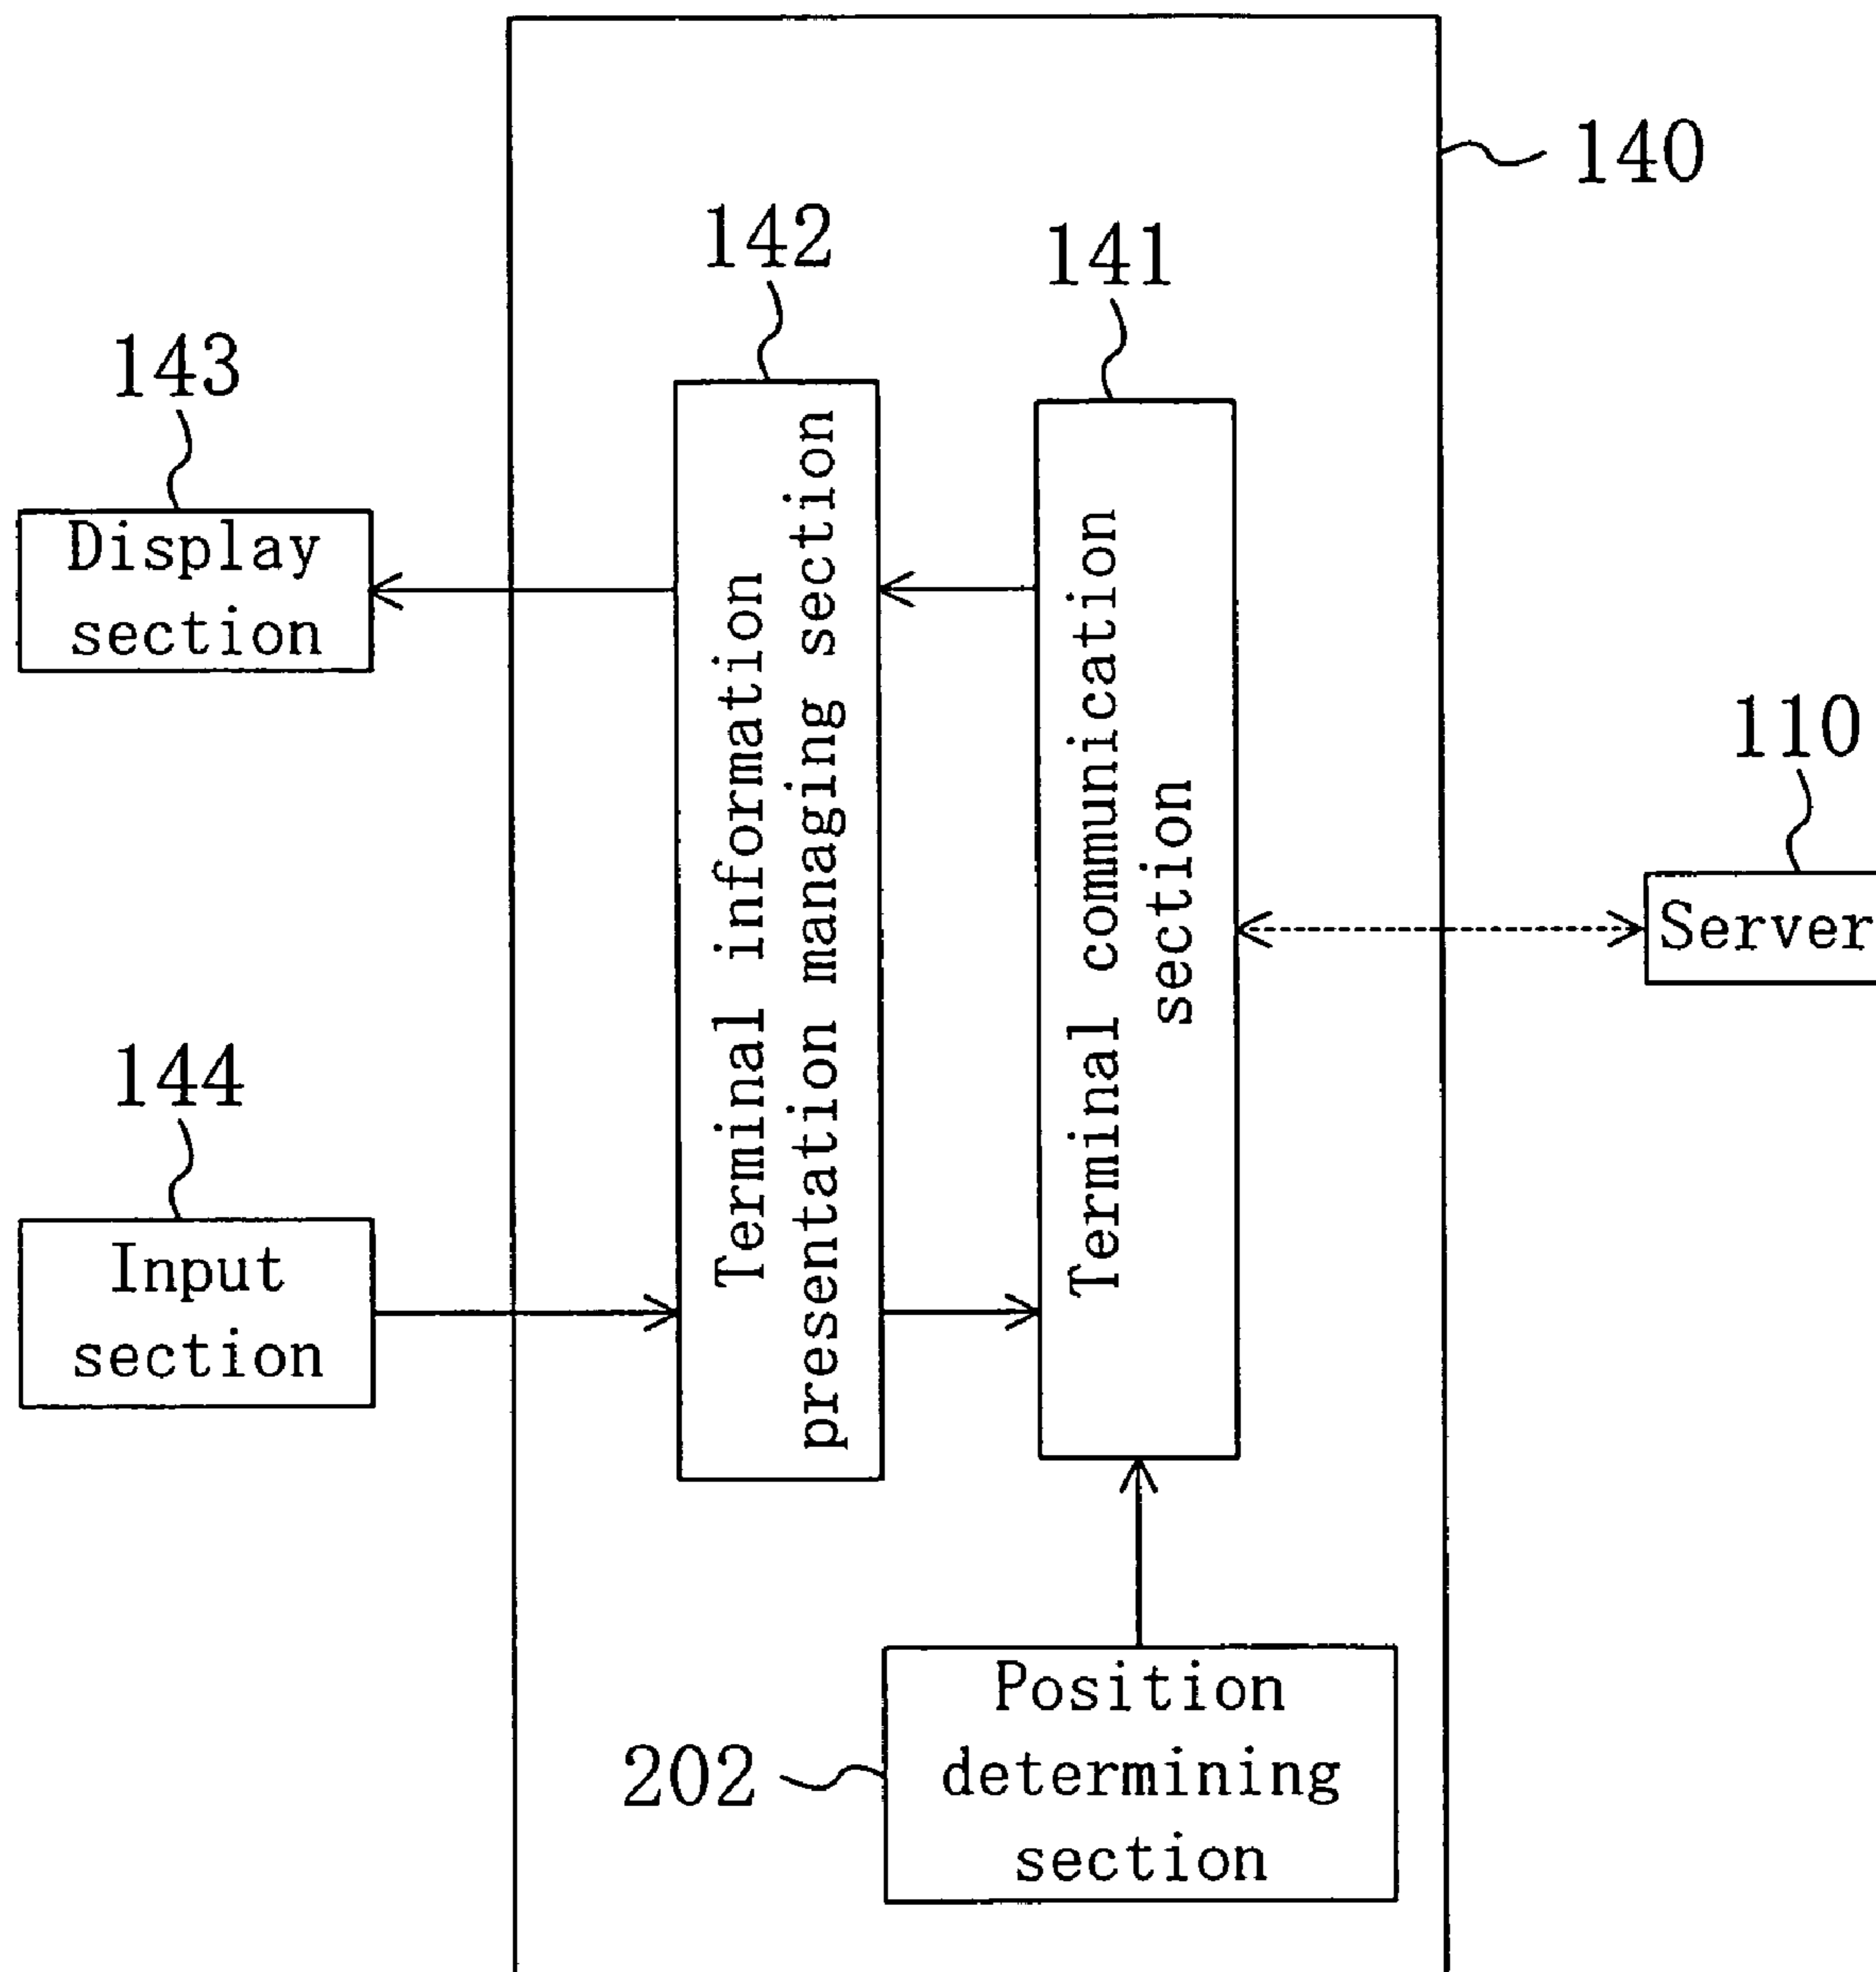 140
142
141
143
Display
section
Terminal information
presentation managing section
Terminal communication
section
110
Server
144
Input
section
202
Position
determining
section